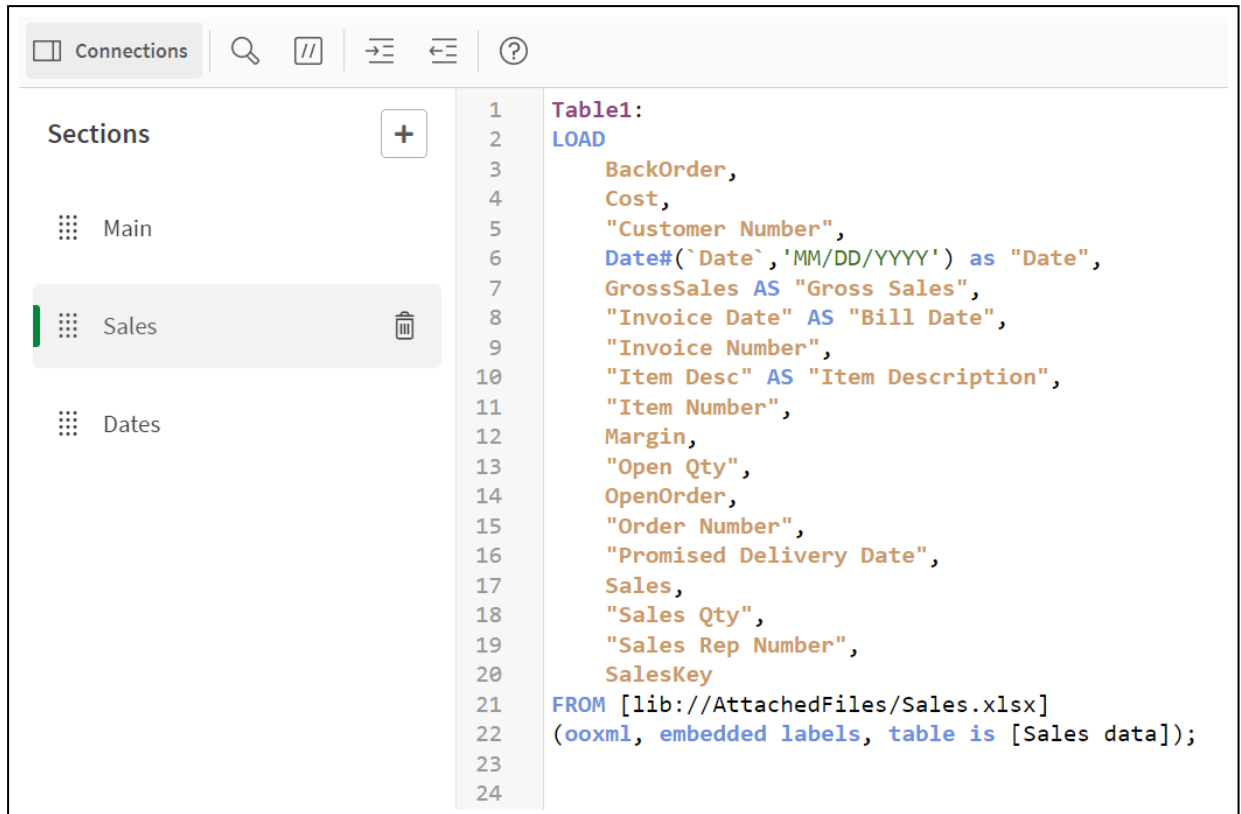 Connections
Sections
Main
Sales
Dates
1 Table1:
2 LOAD
3 BackOrder,
4 Cost,
5 "Customer Number",
6 Date#(`Date`,'MM/DD/YYYY') as "Date",
7 GrossSales AS "Gross Sales",
8 "Invoice Date" AS "Bill Date",
9 "Invoice Number",
10 "Item Desc" AS "Item Description",
11 "Item Number",
12 Margin,
13 "Open Qty",
14 OpenOrder,
15 "Order Number",
16 "Promised Delivery Date",
17 Sales,
18 "Sales Qty",
19 "Sales Rep Number",
20 SalesKey
21 FROM [lib://AttachedFiles/Sales.xlsx]
22 (ooxml, embedded labels, table is [Sales data]);
23
24